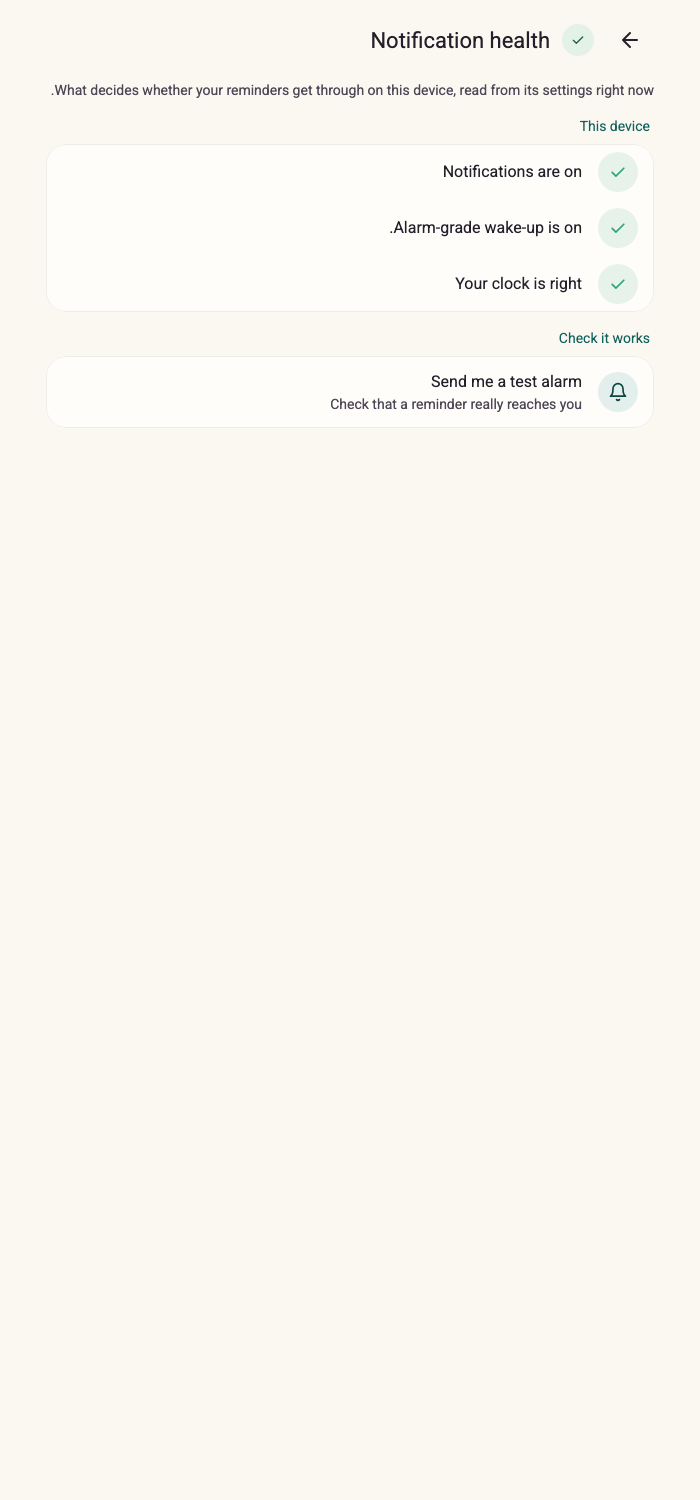 Notification health
.What decides whether your reminders get through on this device, read from its settings right now
This device
Notifications are on
.Alarm-grade wake-up is on
Your clock is right
Check it works
Send me a test alarm
Check that a reminder really reaches you